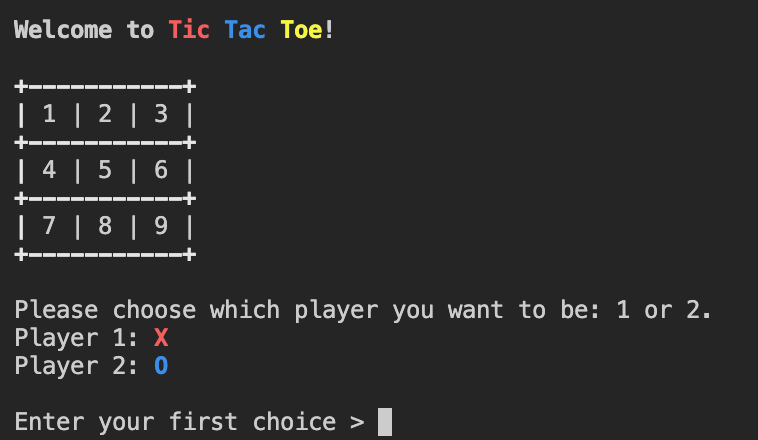 Welcome to Tic Tac Toe!
+-----------+
| 1 | 2 | 3 |
+-----------+
| 4 | 5 | 6 |
+-----------+
| 7 | 8 | 9 |
+-----------+
Please choose which player you want to be: 1 or 2.
Player 1: X
Player 2: O
Enter your first choice >